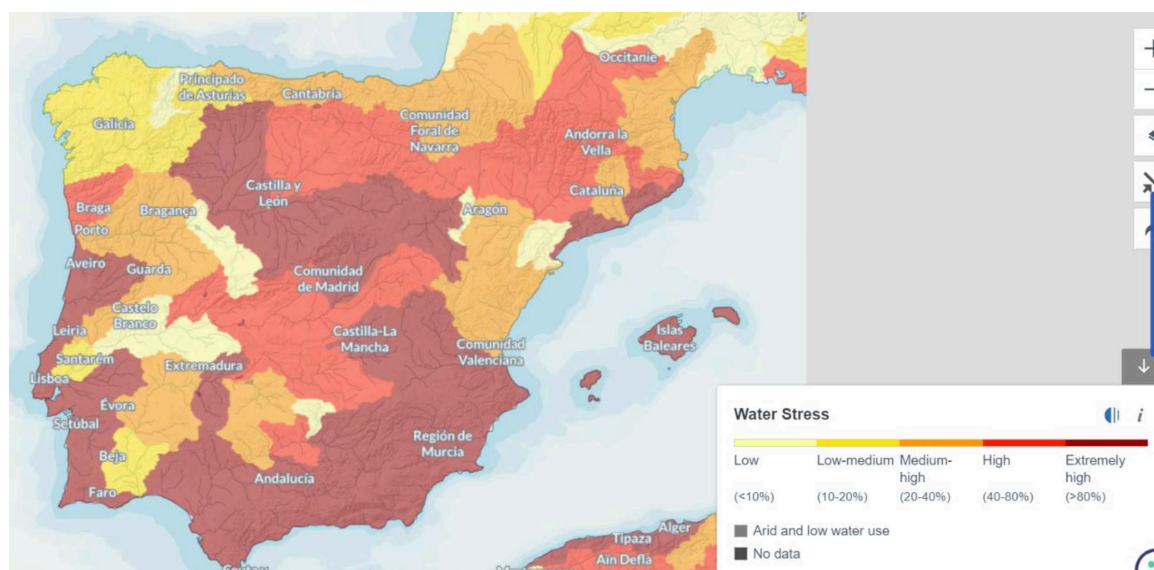 Occitanie
Principado
de Asturias
Cantabria
Comunidad
Foral de
Navarra
Galicia
Andorra la
Vella
Castilla y
León
Cataluña
Braga
Bragança
Aragón
Porto
Aveiro
Guarda
Comunidad
de Madrid
Castelo
Branco
Leiria
Castilla-La
Mancha
Islas
Baleares
Santarém
Extremadura
Comunidad
Valenciana
Lisboa
Évora
Setúbal
Beja
Región de
Murcia
Andalucía
Faro
Alger
Tipaza
Aïn Defla
Water Stress
i
Low Low-medium Medium-high High Extremely high
(<10%) (10-20%) (20-40%) (40-80%) (>80%)
Arid and low water use
No data